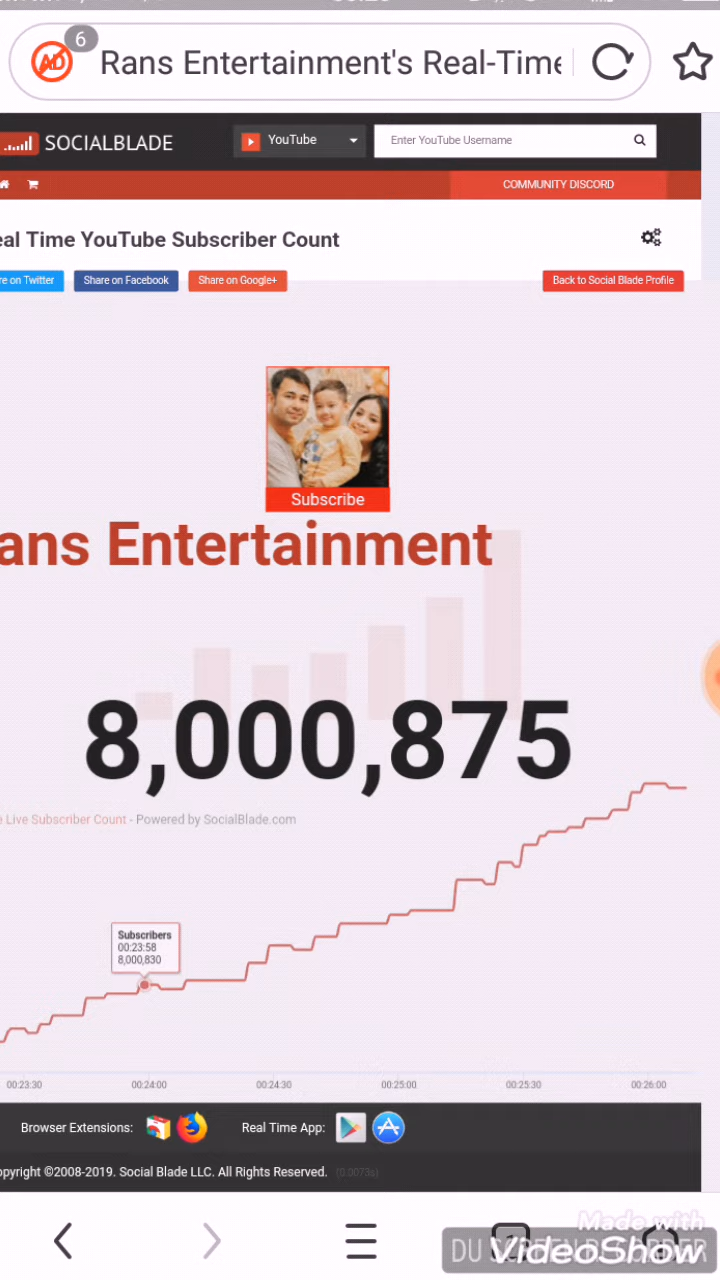 6
Rans Entertainment's Real-Time
SOCIALBLADE
YouTube
Enter YouTube Username
COMMUNITY DISCORD
eal Time YouTube Subscriber Count
re on Twitter
Share on Facebook
Share on Google+
Back to Social Blade Profile
Subscribe
ans Entertainment
8,000,875
e Live Subscriber Count - Powered by SocialBlade.com
Subscribers
00:23:58
8,000,830
00:23:30
00:24:00
00:24:30
00:25:00
00:25:30
00:26:00
Browser Extensions:
Real Time App:
opyright ©2008-2019. Social Blade LLC. All Rights Reserved.
(0.0073s)
Made with
VideoShow